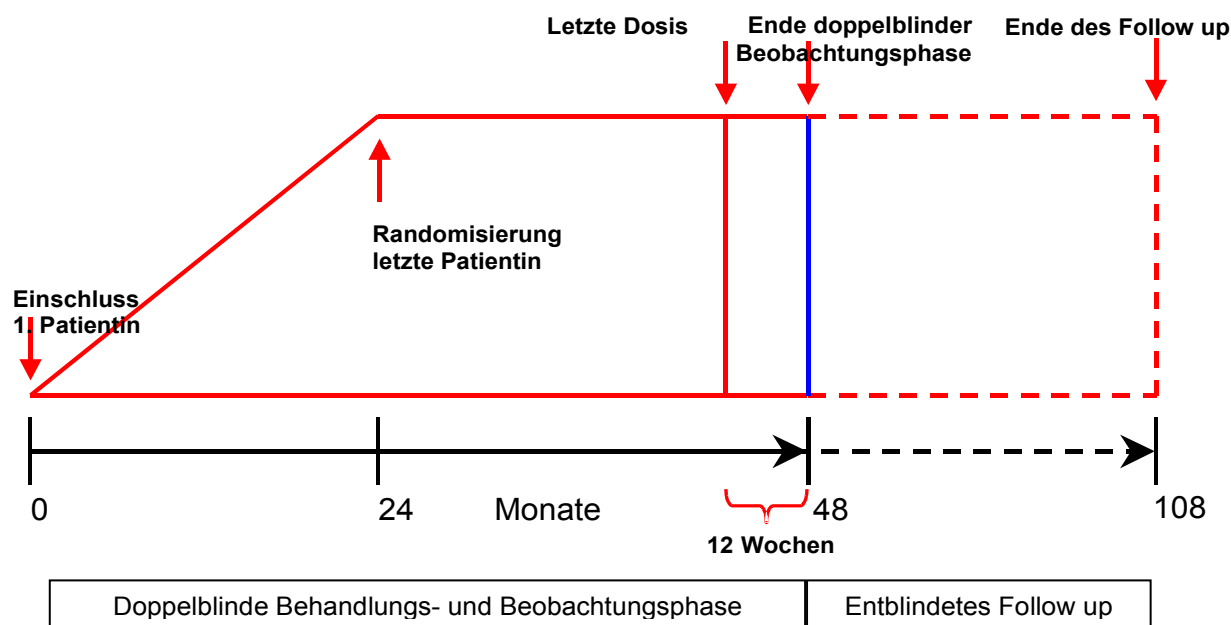 Letzte Dosis
Ende doppelblinder
Beobachtungsphase
Ende des Follow up
Randomisierung
letzte Patientin
Einschluss
1. Patientin
0
24
Monate
48
108
12 Wochen
Doppelblinde Behandlungs- und Beobachtungsphase
Entblindetes Follow up